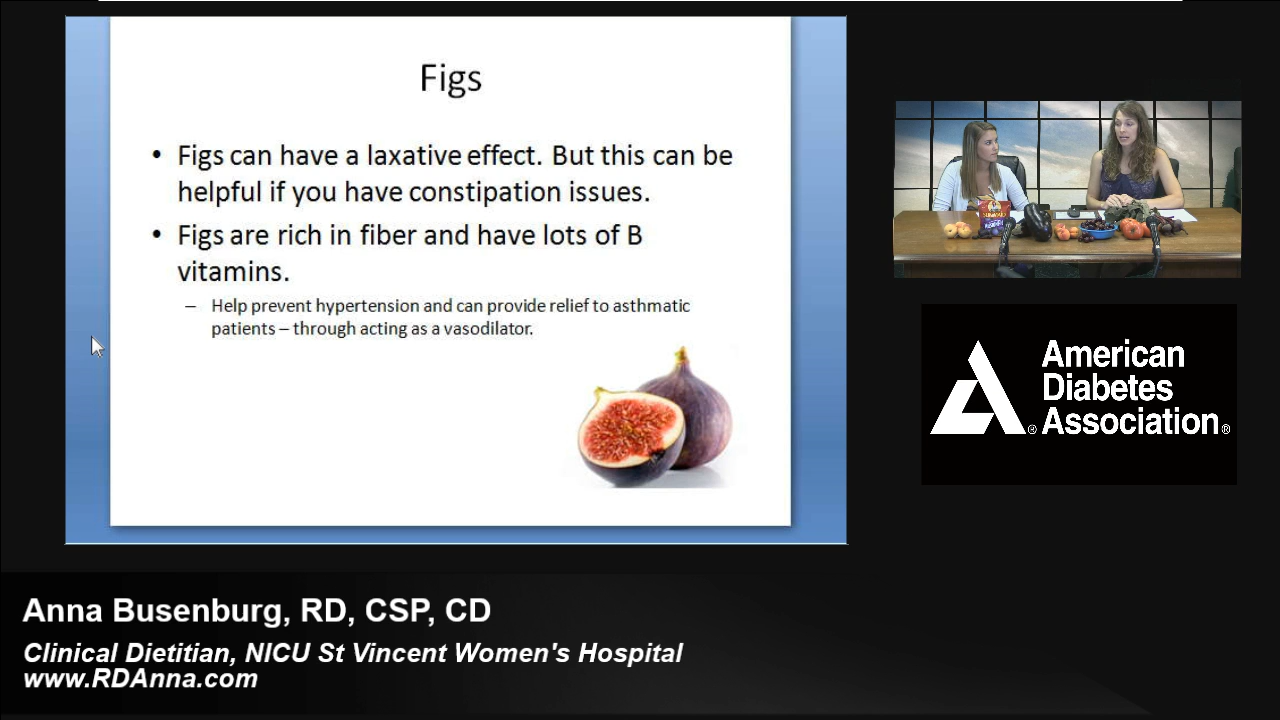 Figs
• Figs can have a laxative effect. But this can be
helpful if you have constipation issues.
• Figs are rich in fiber and have lots of B
vitamins.
– Help prevent hypertension and can provide relief to asthmatic
patients – through acting as a vasodilator.
American
Diabetes
Association®
Anna Busenburg, RD, CSP, CD
Clinical Dietitian, NICU St Vincent Women's Hospital
www.RDAnna.com